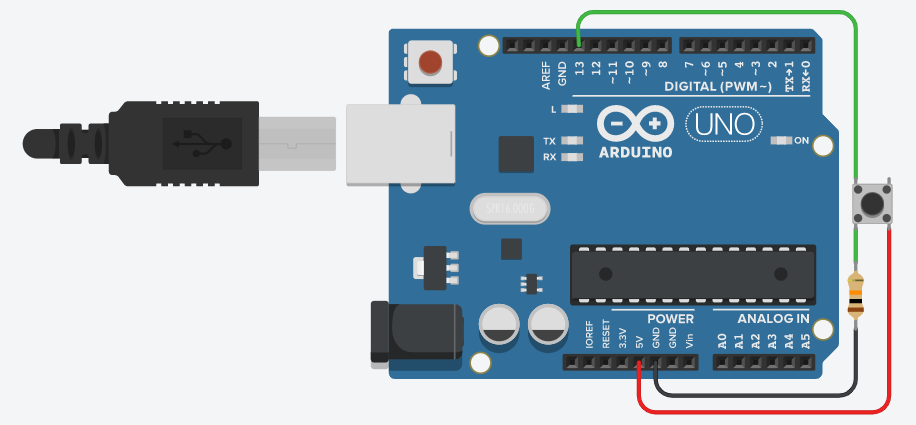 AREF
GND
13
12
~11
~10
~9
8
7
~6
~5
4
~3
2
TX→1
RX←0
DIGITAL (PWM~)
L
TX
RX
ARDUINO
UNO
ON
SPK16.000G
POWER
ANALOG IN
IOREF
RESET
3.3V
5V
GND
GND
Vin
A0
A1
A2
A3
A4
A5